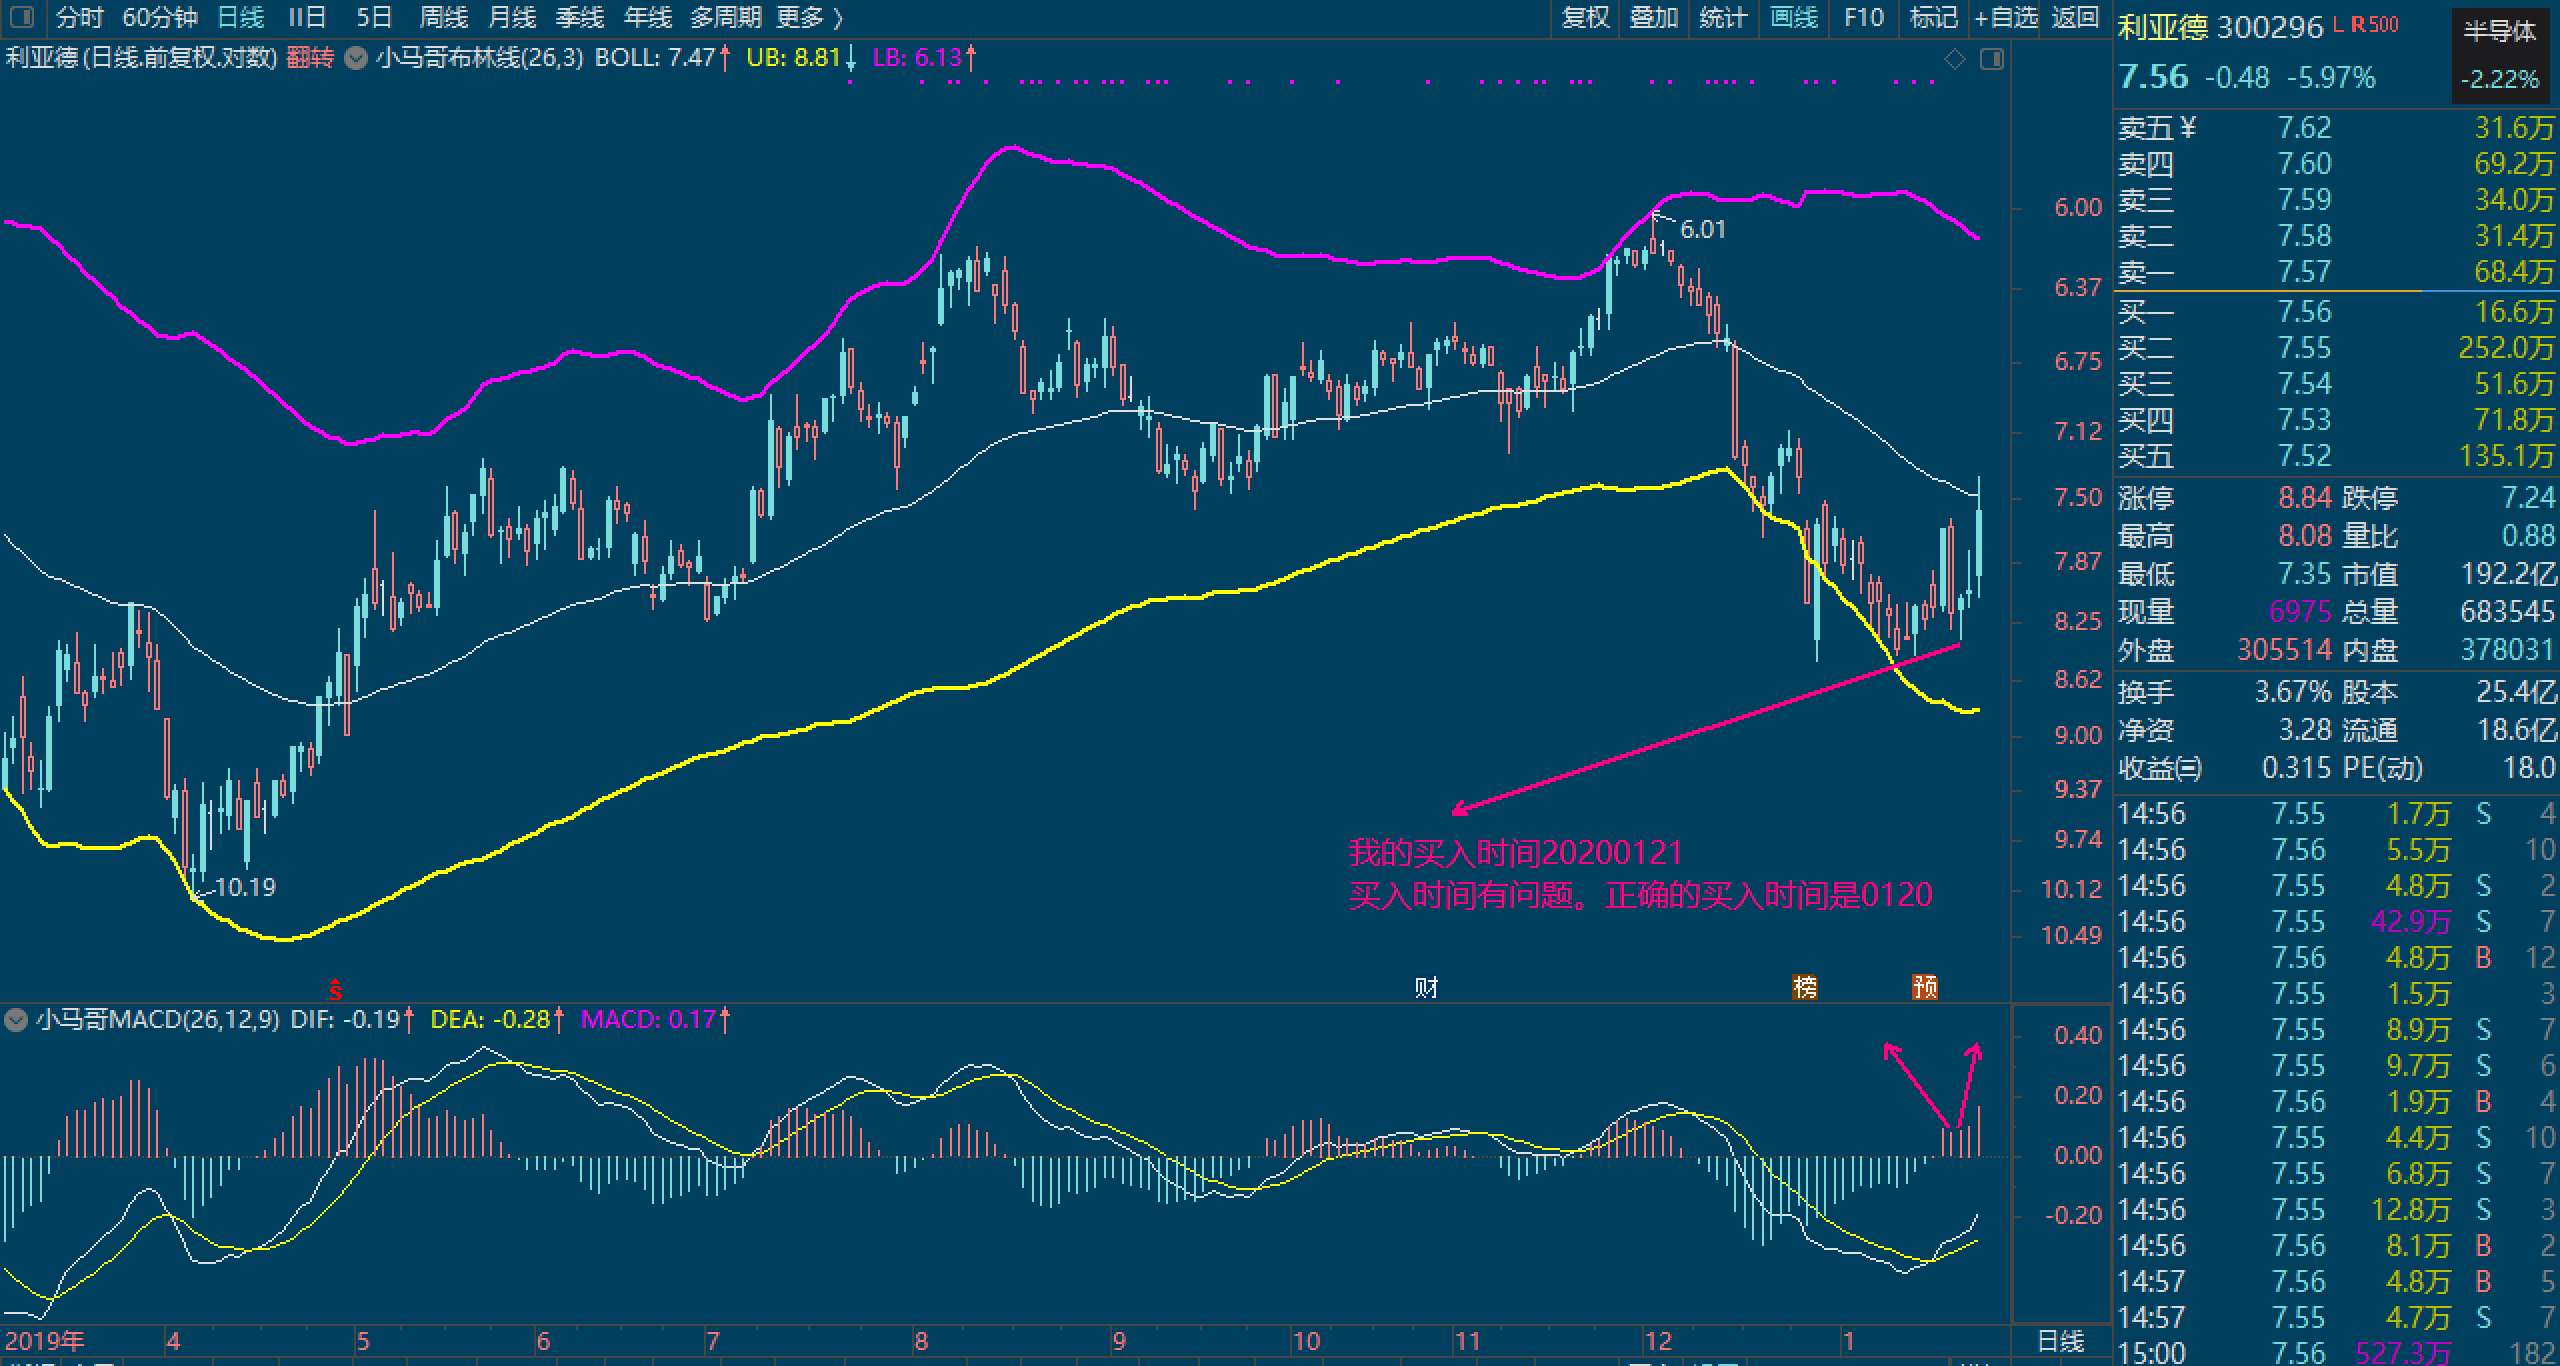 分时 60分钟 日线 II日 5日 周线 月线 季线 年线 多周期 更多 〉 复权 叠加 统计 画线 F10 标记 +自选 返回
利亚德(日线.前复权.对数) 翻转 小马哥布林线(26,3) BOLL: 7.47↑ UB: 8.81↓ LB: 6.13↑
6.00
6.01
6.37
6.75
7.12
7.50
7.87
8.25
8.62
9.00
9.37
9.74
10.12
10.49
10.19
我的买入时间20200121
买入时间有问题。正确的买入时间是0120
S 财 榜 预
小马哥MACD(26,12,9) DIF: -0.19↑ DEA: -0.28↑ MACD: 0.17↑
0.40
0.20
0.00
-0.20
2019年 4 5 6 7 8 9 10 11 12 1 日线
利亚德 300296 L R 500 半导体
7.56 -0.48 -5.97% -2.22%
卖五 ¥ 7.62 31.6万
卖四 7.60 69.2万
卖三 7.59 34.0万
卖二 7.58 31.4万
卖一 7.57 68.4万
买一 7.56 16.6万
买二 7.55 252.0万
买三 7.54 51.6万
买四 7.53 71.8万
买五 7.52 135.1万
涨停 8.84 跌停 7.24
最高 8.08 量比 0.88
最低 7.35 市值 192.2亿
现量 6975 总量 683545
外盘 305514 内盘 378031
换手 3.67% 股本 25.4亿
净资 3.28 流通 18.6亿
收益㈢ 0.315 PE(动) 18.0
14:56 7.55 1.7万 S 4
14:56 7.56 5.5万 10
14:56 7.55 4.8万 S 2
14:56 7.55 42.9万 S 7
14:56 7.56 4.8万 B 12
14:56 7.55 1.5万 3
14:56 7.55 8.9万 S 7
14:56 7.55 9.7万 S 6
14:56 7.56 1.9万 B 4
14:56 7.55 4.4万 S 10
14:56 7.55 6.8万 S 7
14:56 7.55 12.8万 S 3
14:56 7.56 8.1万 B 2
14:57 7.56 4.8万 B 5
14:57 7.55 4.7万 S 7
15:00 7.56 527.3万 182